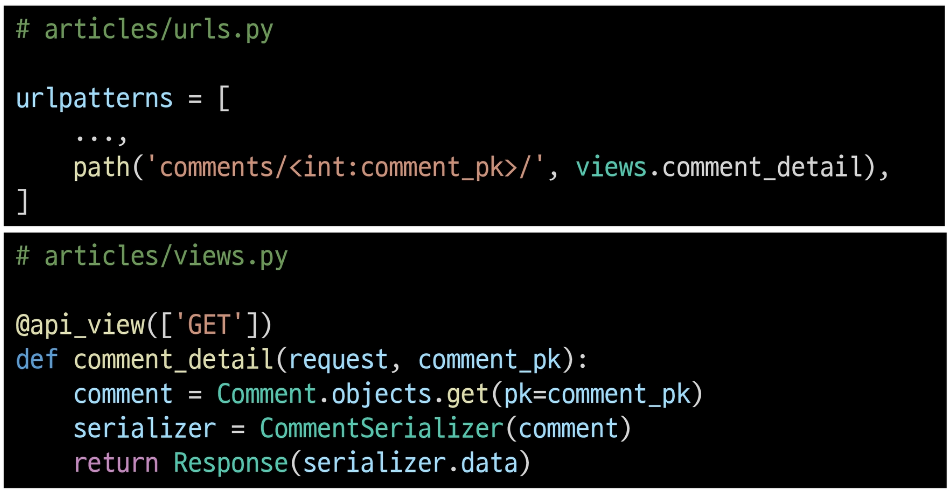 # articles/urls.py
urlpatterns = [
    ...,
    path('comments/<int:comment_pk>/', views.comment_detail),
]
# articles/views.py
@api_view(['GET'])
def comment_detail(request, comment_pk):
    comment = Comment.objects.get(pk=comment_pk)
    serializer = CommentSerializer(comment)
    return Response(serializer.data)